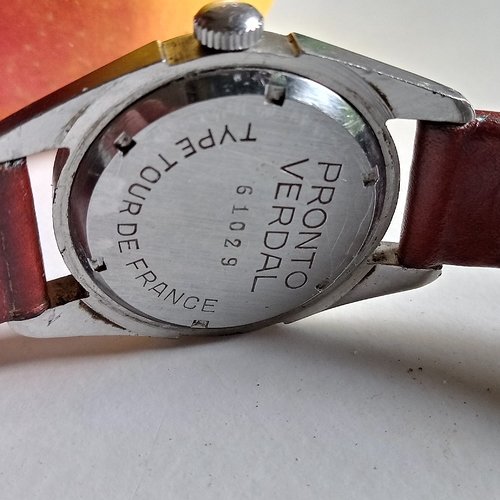 PRONTO
VERDAL
61029
TYPE TOUR DE FRANCE